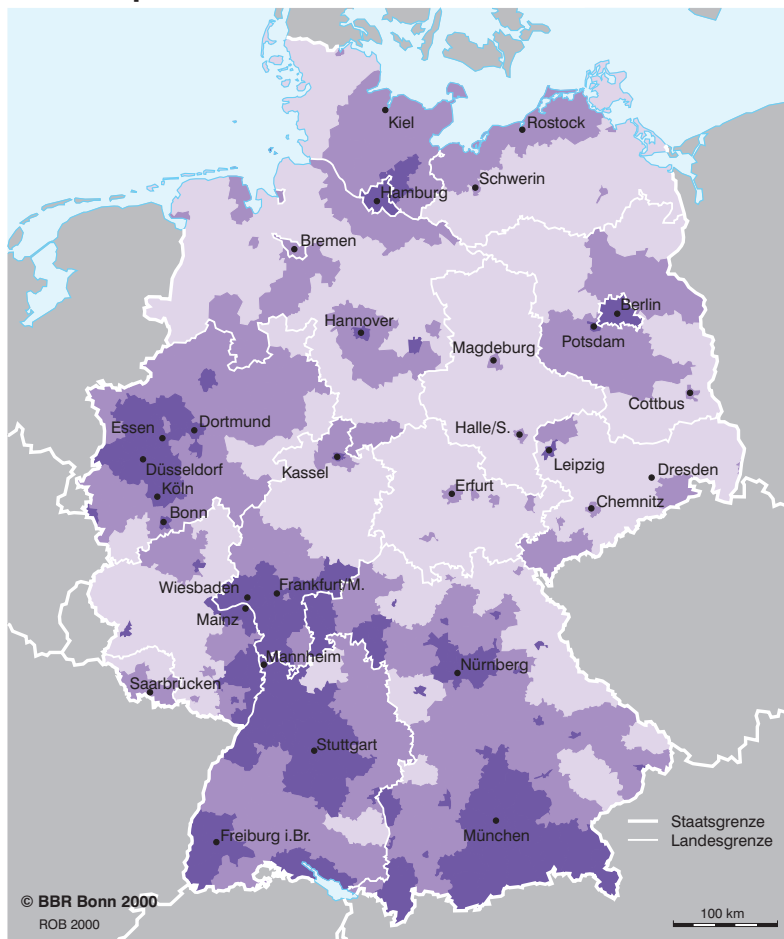 Kiel
Rostock
Schwerin
Hamburg
Bremen
Berlin
Hannover
Potsdam
Magdeburg
Cottbus
Essen
Dortmund
Halle/S.
Leipzig
Düsseldorf
Kassel
Dresden
Köln
Erfurt
Chemnitz
Bonn
Wiesbaden
Frankfurt/M.
Mainz
Mannheim
Nürnberg
Saarbrücken
Stuttgart
München
Freiburg i.Br.
Staatsgrenze
Landesgrenze
© BBR Bonn 2000
ROB 2000
100 km